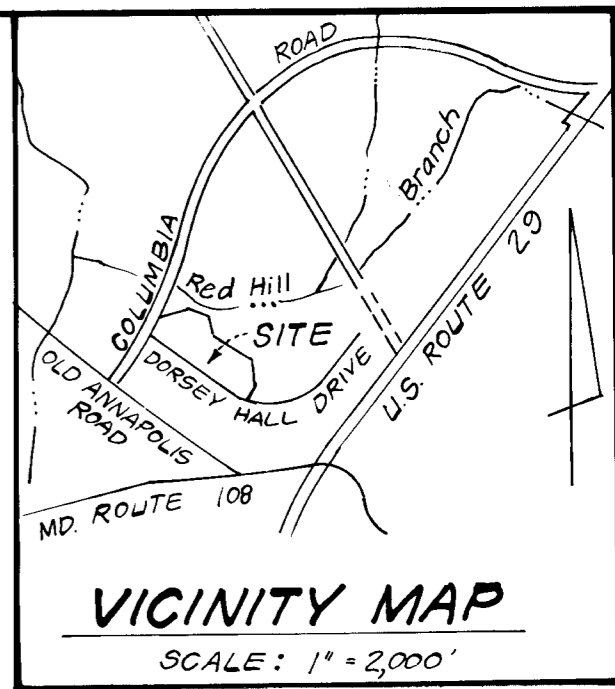 ROAD
Branch
COLUMBIA
Red Hill
SITE
U.S. ROUTE 29
DORSEY HALL DRIVE
OLD ANNAPOLIS
ROAD
MD. ROUTE 108
VICINITY MAP
SCALE: 1" = 2,000'